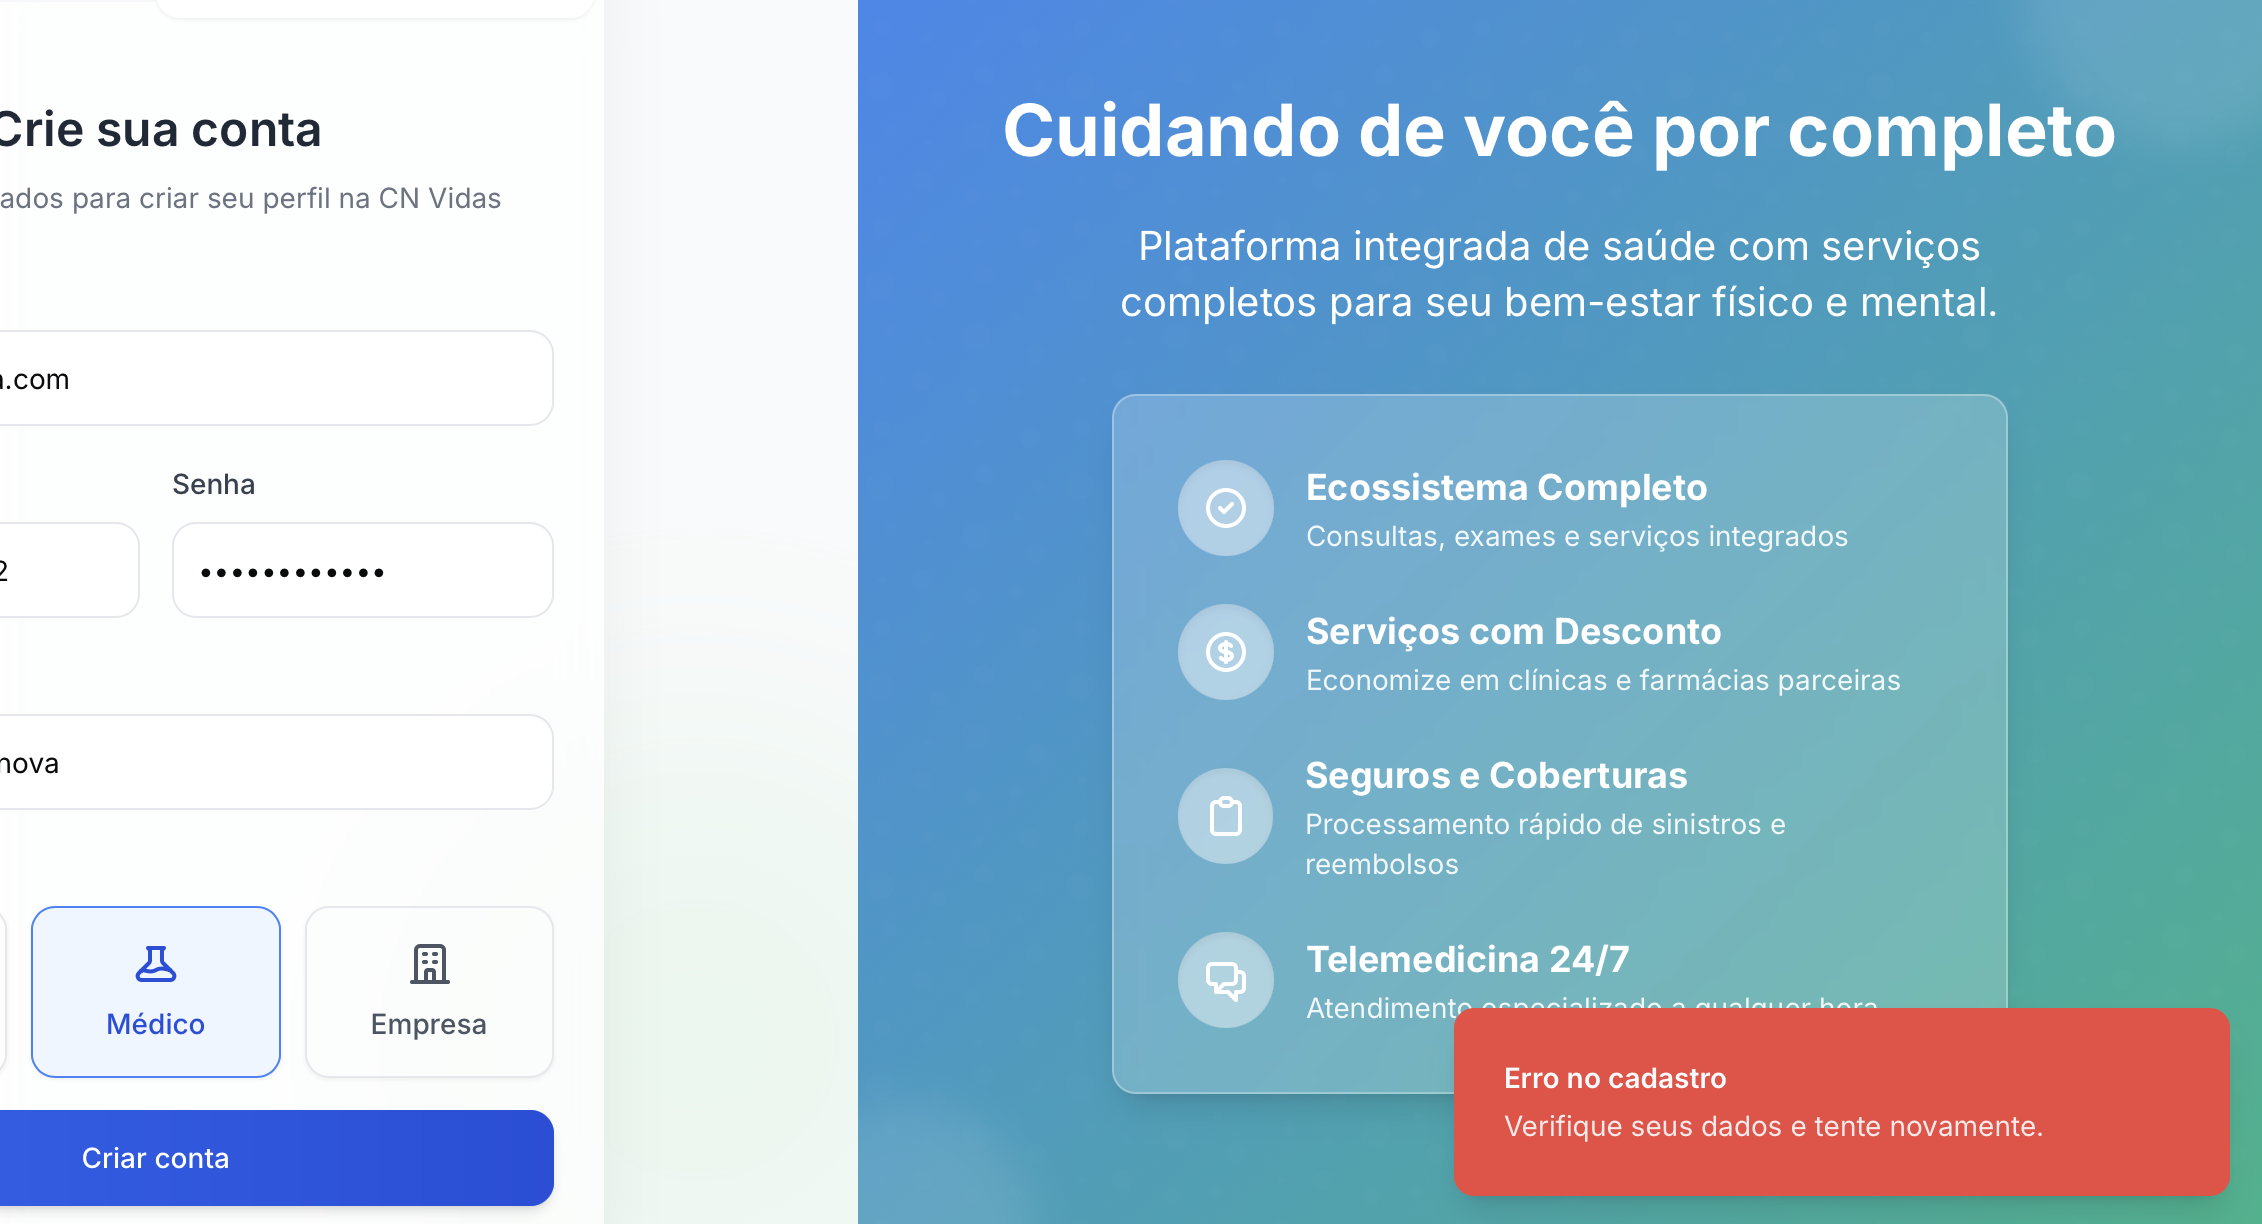 Crie sua conta
ados para criar seu perfil na CN Vidas
.com
Senha
••••••••••••
2
nova
Médico
Empresa
Criar conta
Cuidando de você por completo
Plataforma integrada de saúde com serviços
completos para seu bem-estar físico e mental.
Ecossistema Completo
Consultas, exames e serviços integrados
Serviços com Desconto
Economize em clínicas e farmácias parceiras
Seguros e Coberturas
Processamento rápido de sinistros e
reembolsos
Telemedicina 24/7
Atendimento especializado a qualquer hora
Erro no cadastro
Verifique seus dados e tente novamente.